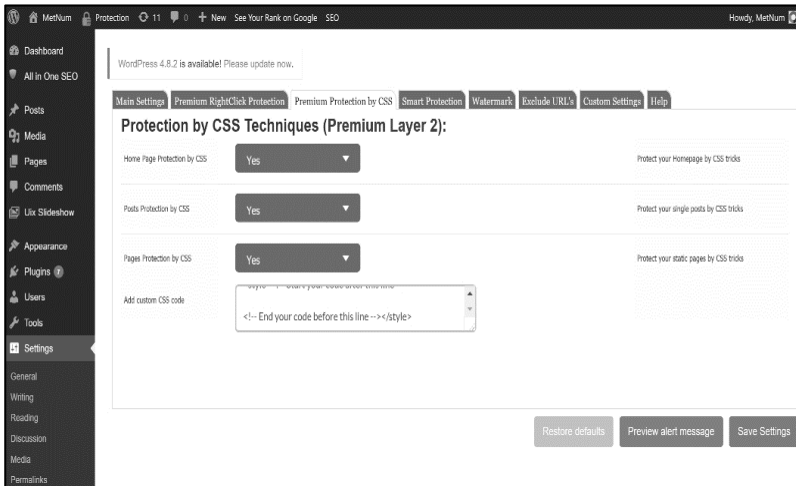 MetNum Protection 11 0 New See Your Rank on Google SEO Howdy, MetNum
Dashboard
All in One SEO
Posts
Media
Pages
Comments
Uix Slideshow
Appearance
Plugins 7
Users
Tools
Settings
General
Writing
Reading
Discussion
Media
Permalinks
WordPress 4.8.2 is available! Please update now.
Main Settings Premium RightClick Protection Premium Protection by CSS Smart Protection Watermark Exclude URL's Custom Settings Help
Protection by CSS Techniques (Premium Layer 2):
Home Page Protection by CSS Yes Protect your Homepage by CSS tricks
Posts Protection by CSS Yes Protect your single posts by CSS tricks
Pages Protection by CSS Yes Protect your static pages by CSS tricks
Add custom CSS code
<!-- End your code before this line --></style>
Restore defaults Preview alert message Save Settings